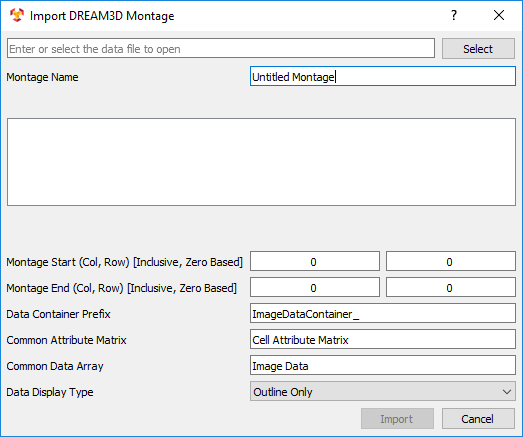 Import DREAM3D Montage ?
Enter or select the data file to open Select
Montage Name Untitled Montage
Montage Start (Col, Row) [Inclusive, Zero Based] 0 0
Montage End (Col, Row) [Inclusive, Zero Based] 0 0
Data Container Prefix ImageDataContainer_
Common Attribute Matrix Cell Attribute Matrix
Common Data Array Image Data
Data Display Type Outline Only
Import Cancel